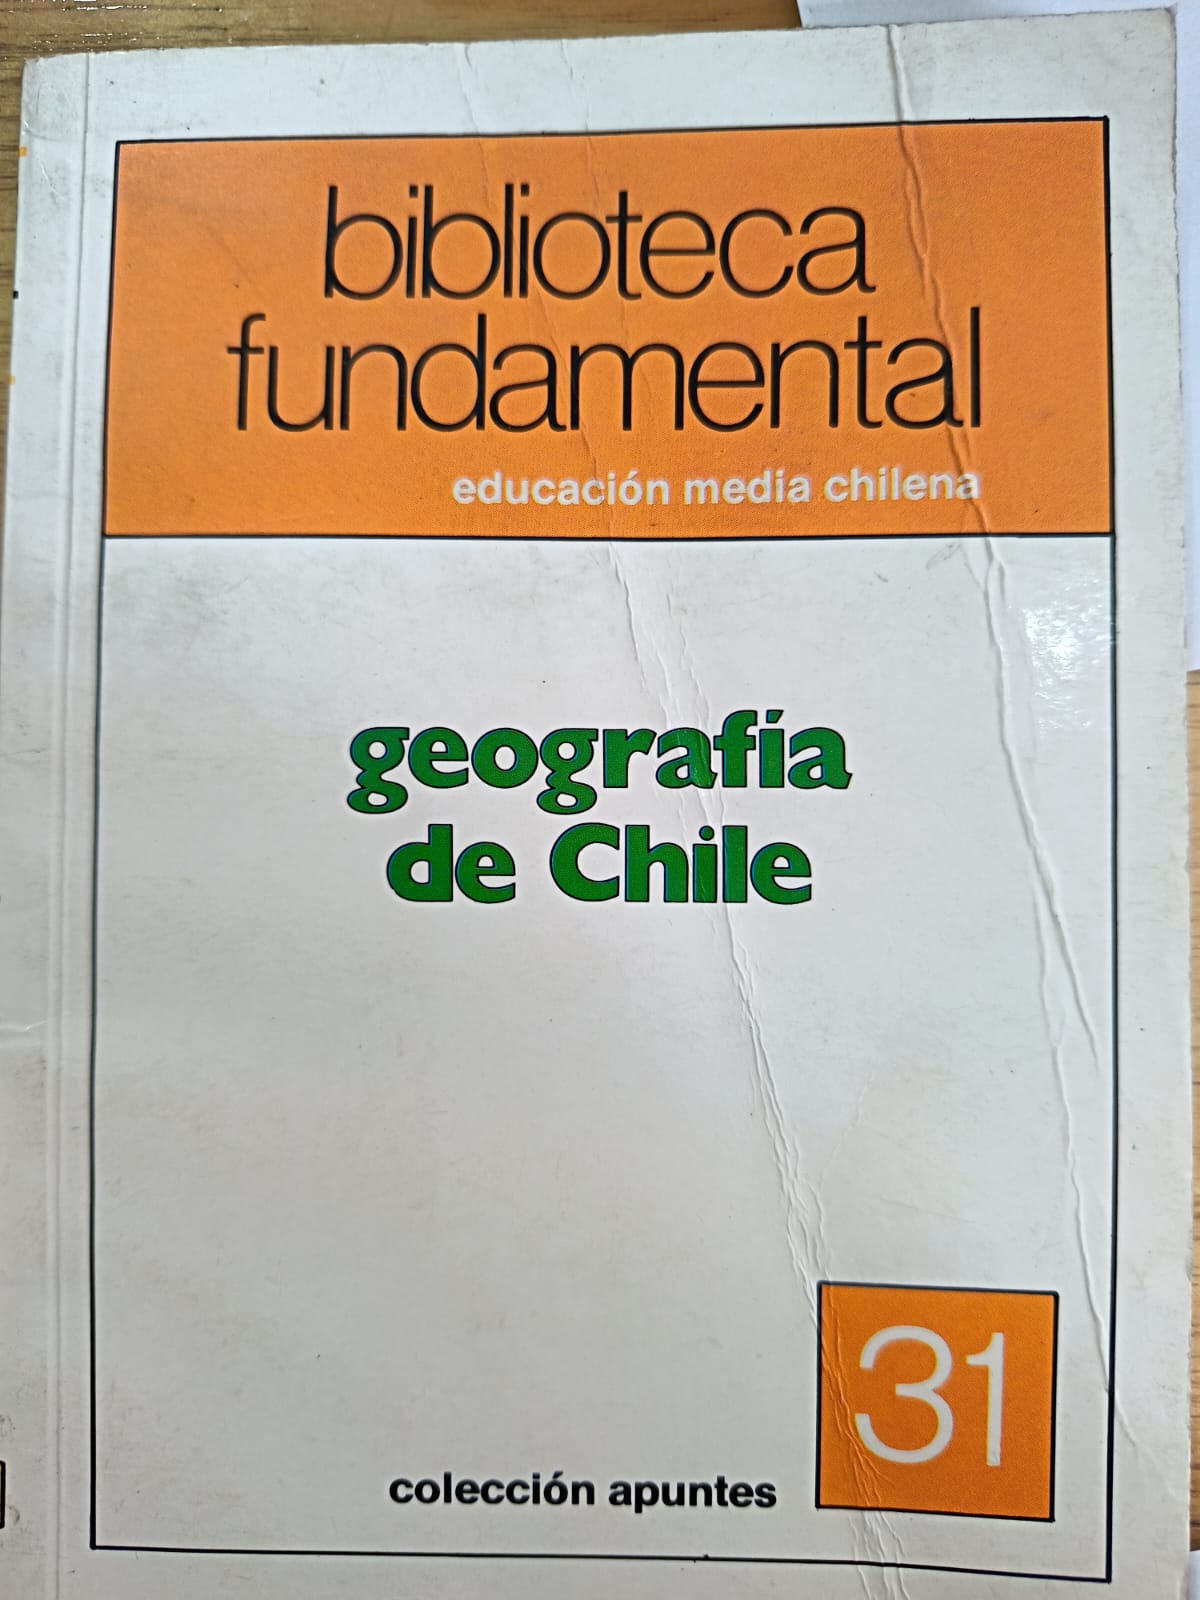 biblioteca
fundamental
educación media chilena
geografía
de Chile
31
colección apuntes